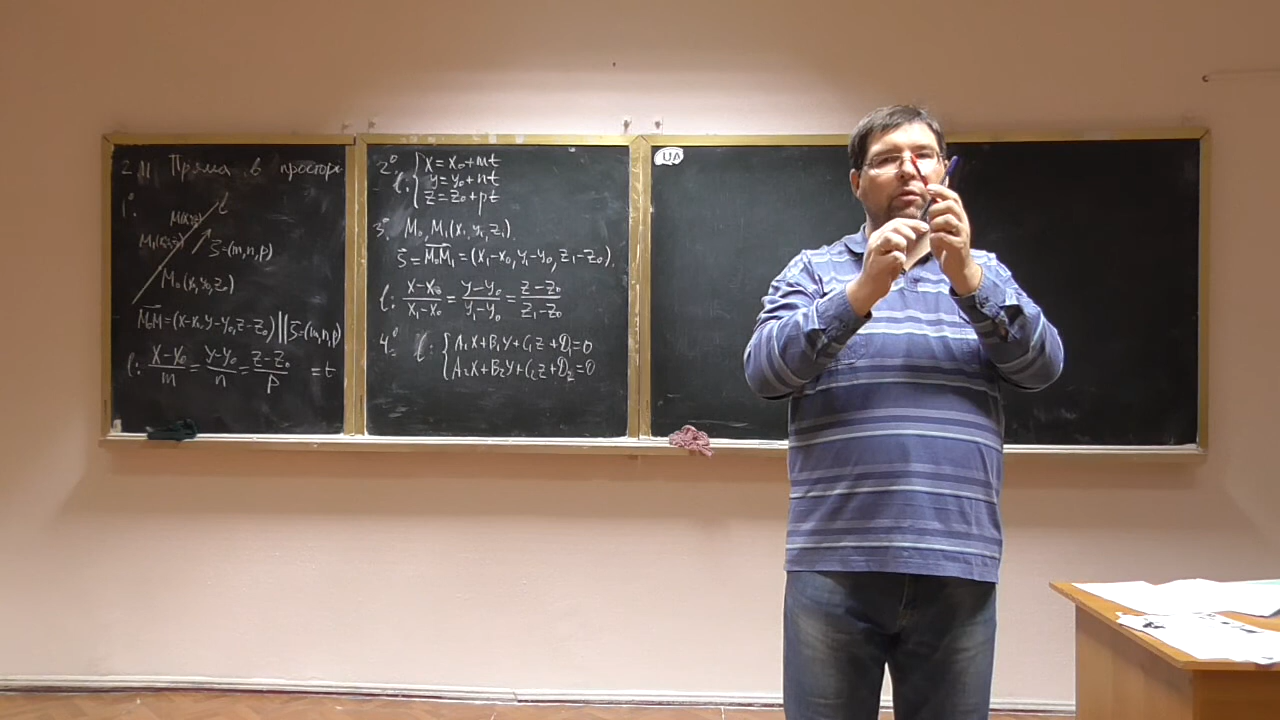 2.11 Пряма в просторі
1°.
l
M(x,y,z)
M₁(x₁,y₁,z₁)
s̄=(m,n,p)
M₀(x₀,y₀,z₀)
M₀M=(x-x₀,y-y₀,z-z₀) || s̄=(m,n,p)
l: (x-x₀)/m = (y-y₀)/n = (z-z₀)/p = t
2°. l: { x=x₀+mt
y=y₀+nt
z=z₀+pt
3°. M₀, M₁(x₁,y₁,z₁).
s̄=M₀M₁=(x₁-x₀,y₁-y₀,z₁-z₀).
l: (x-x₀)/(x₁-x₀) = (y-y₀)/(y₁-y₀) = (z-z₀)/(z₁-z₀)
4°. l: { A₁x+B₁y+C₁z+D₁=0
A₂x+B₂y+C₂z+D₂=0
UA